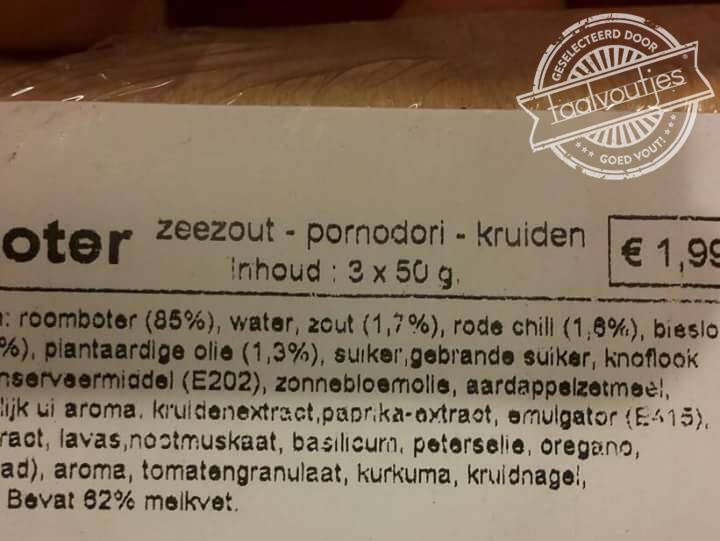 GESELECTEERD DOOR
taalvoutjes
GOED VOUT!
oter zeezout - pornodori - kruiden € 1,99
Inhoud : 3 x 50 g.
: roomboter (85%), water, zout (1,7%), rode chili (1,6%), bieslo
%), plantaardige olie (1,3%), suiker,gebrande suiker, knoflook
nserveermiddel (E202), zonnebloemolie, aardappelzetmeel,
lijk ui aroma. kruidenextract,paprika-extract, emulgator (E415),
raot, lavas,nootmuskaat, basilicum, peterselie, oregano,
ad), aroma, tomatengranulaat, kurkuma, kruidnagel,
Bevat 62% melkvet.